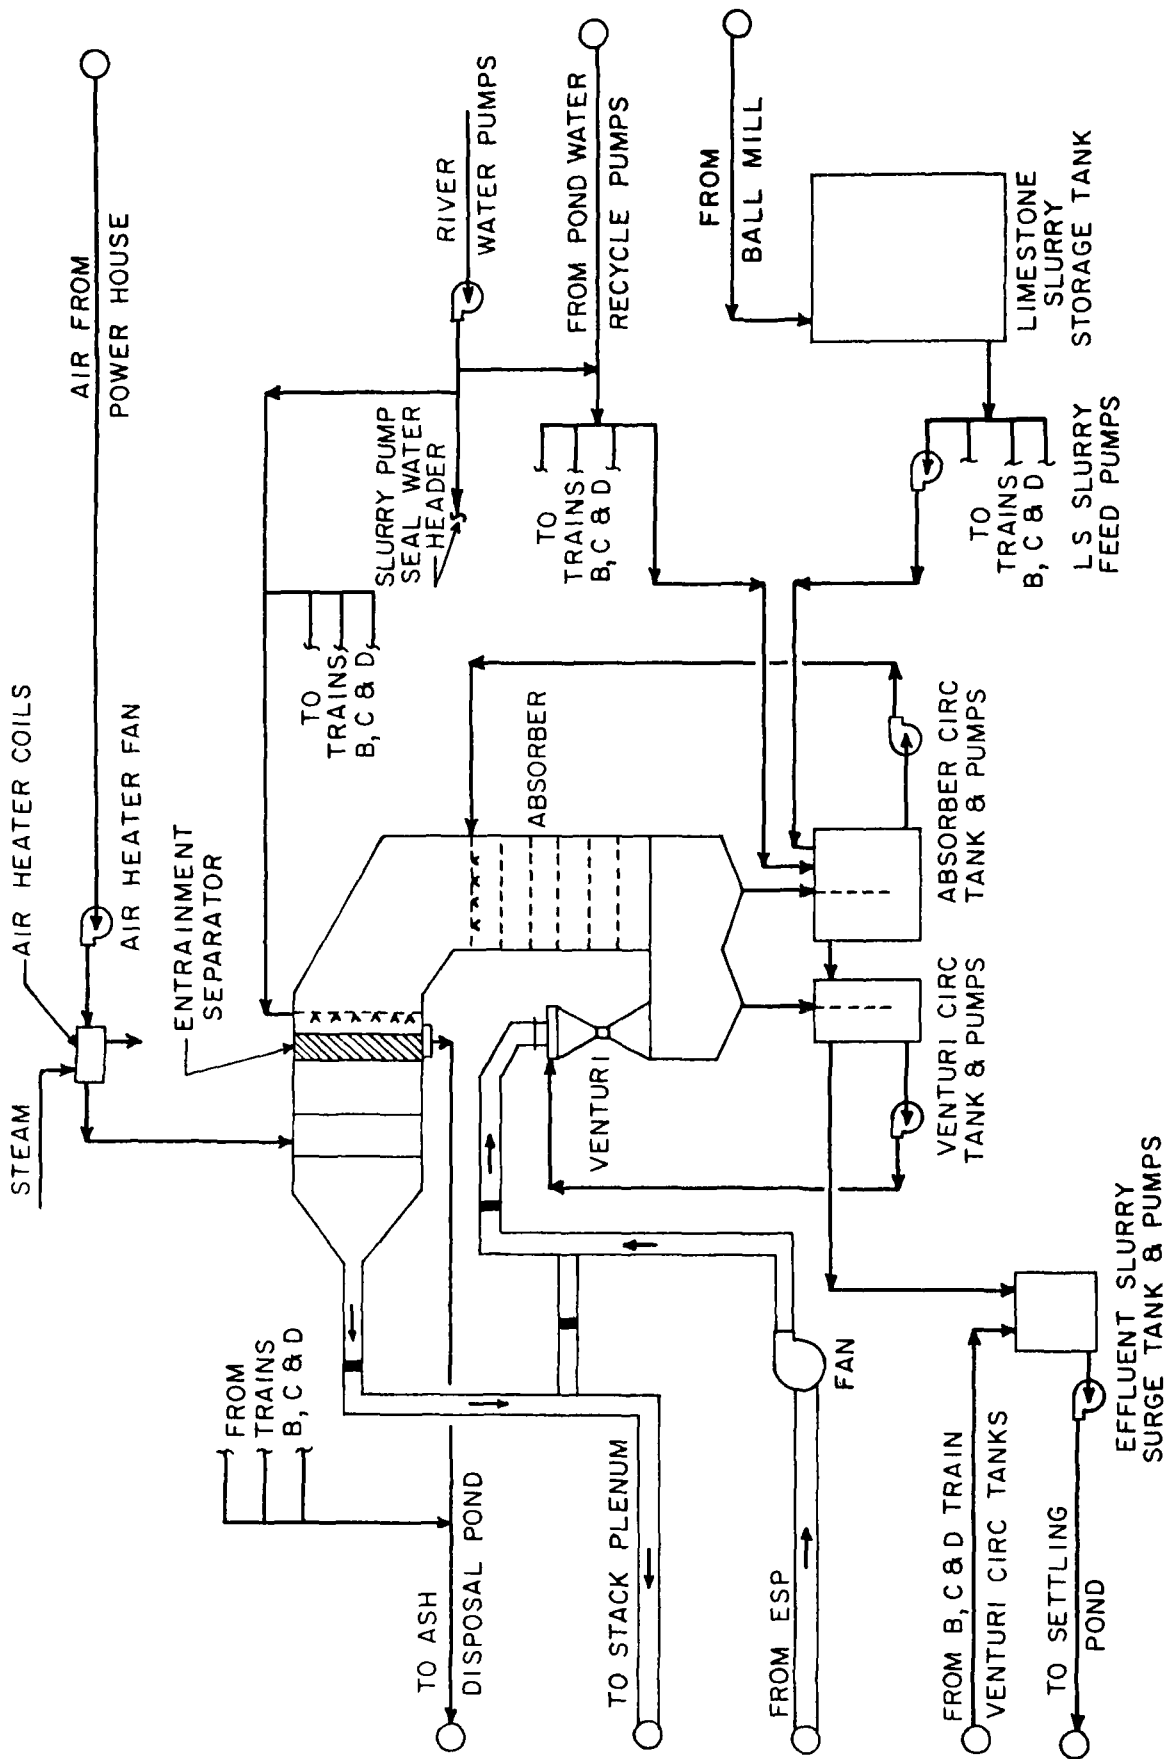 STEAM
AIR HEATER COILS
AIR HEATER FAN
AIR FROM
POWER HOUSE
ENTRAINMENT
SEPARATOR
TO
TRAINS
B, C & D
RIVER
WATER PUMPS
SLURRY PUMP
SEAL WATER
HEADER
FROM POND WATER
RECYCLE PUMPS
TO
TRAINS
B, C & D
FROM
BALL MILL
LIMESTONE
SLURRY
STORAGE TANK
TO
TRAINS
B, C & D
LS SLURRY
FEED PUMPS
ABSORBER
VENTURI
ABSORBER CIRC
TANK & PUMPS
VENTURI CIRC
TANK & PUMPS
FROM
TRAINS
B, C & D
TO ASH
DISPOSAL POND
TO STACK PLENUM
FROM ESP
FAN
FROM B, C & D TRAIN
VENTURI CIRC TANKS
TO SETTLING
POND
EFFLUENT SLURRY
SURGE TANK & PUMPS